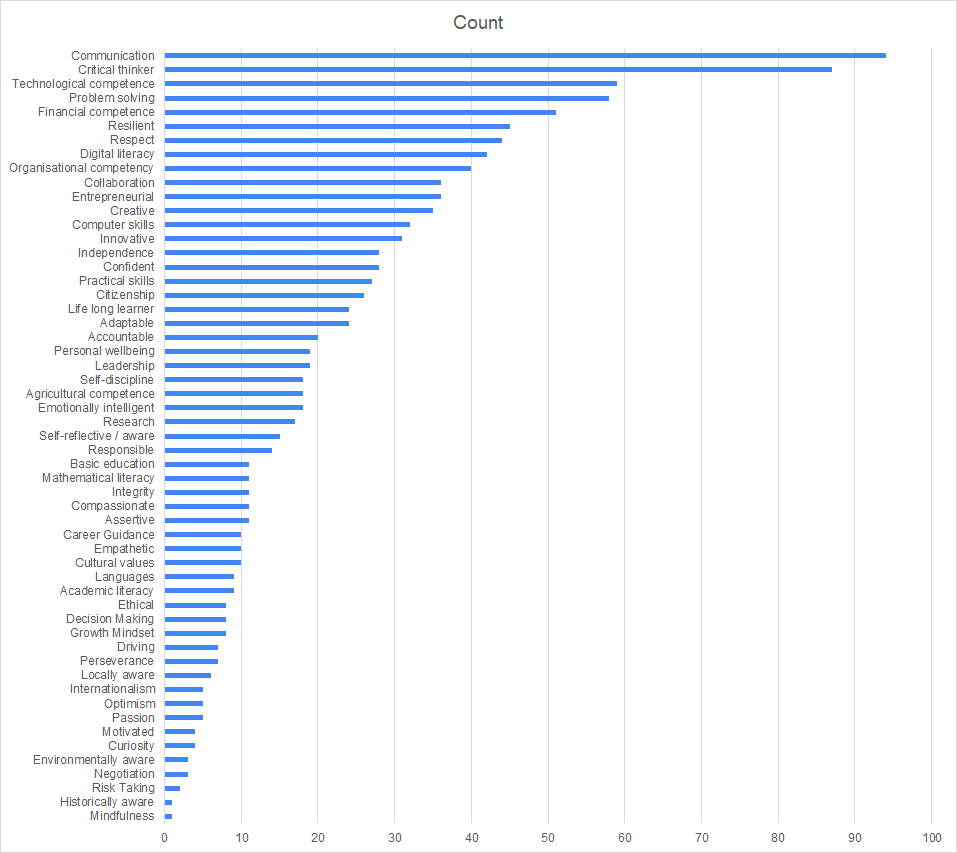 Count
Communication
Critical thinker
Technological competence
Problem solving
Financial competence
Resilient
Respect
Digital literacy
Organisational competency
Collaboration
Entrepreneurial
Creative
Computer skills
Innovative
Independence
Confident
Practical skills
Citizenship
Life long learner
Adaptable
Accountable
Personal wellbeing
Leadership
Self-discipline
Agricultural competence
Emotionally intelligent
Research
Self-reflective / aware
Responsible
Basic education
Mathematical literacy
Integrity
Compassionate
Assertive
Career Guidance
Empathetic
Cultural values
Languages
Academic literacy
Ethical
Decision Making
Growth Mindset
Driving
Perseverance
Locally aware
Internationalism
Optimism
Passion
Motivated
Curiosity
Environmentally aware
Negotiation
Risk Taking
Historically aware
Mindfulness
0 10 20 30 40 50 60 70 80 90 100